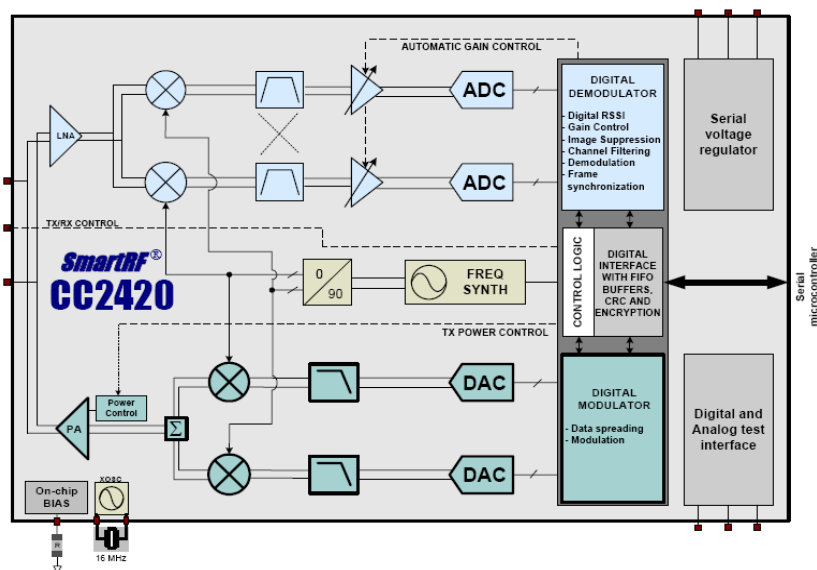 AUTOMATIC GAIN CONTROL
LNA
ADC
ADC
DIGITAL
DEMODULATOR
- Digital RSSI
- Gain Control
- Image Suppression
- Channel Filtering
- Demodulation
- Frame
synchronization
Serial
voltage
regulator
TX/RX CONTROL
SmartRF®
CC2420
0
90
FREQ
SYNTH
CONTROL LOGIC
DIGITAL
INTERFACE
WITH FIFO
BUFFERS,
CRC AND
ENCRYPTION
Serial
microcontroller
TX POWER CONTROL
Power
Control
PA
Σ
DAC
DAC
DIGITAL
MODULATOR
- Data spreading
- Modulation
Digital and
Analog test
interface
On-chip
BIAS
XOSC
R
16 MHz